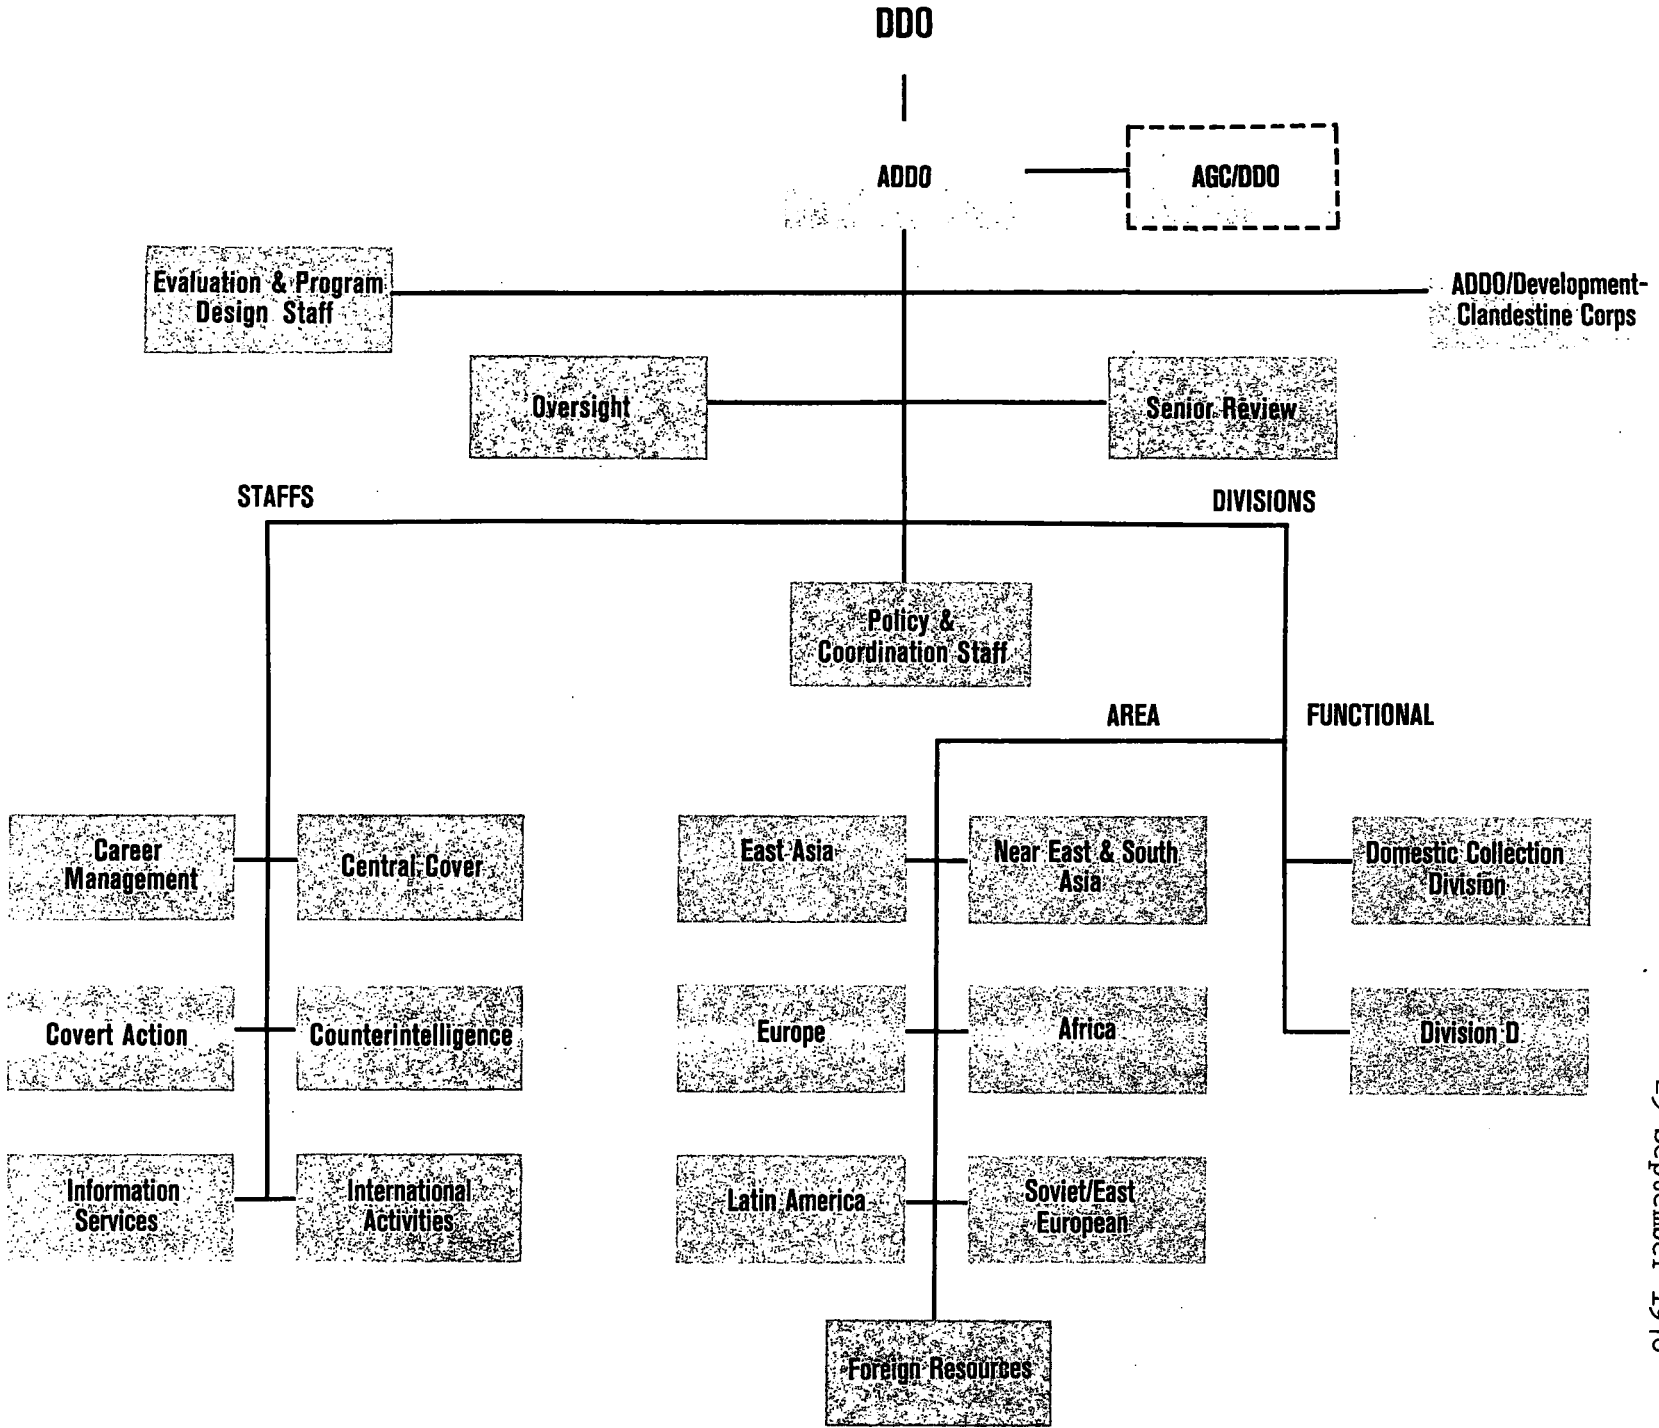 DDO
ADDO
AGC/DDO
Evaluation & Program
Design Staff
ADDO/Development-
Clandestine Corps
Oversight
Senior Review
STAFFS
DIVISIONS
Policy &
Coordination Staff
AREA
FUNCTIONAL
Career
Management
Central Cover
East Asia
Near East & South
Asia
Domestic Collection
Division
Covert Action
Counterintelligence
Europe
Africa
Division D
Information
Services
International
Activities
Latin America
Soviet/East
European
Foreign Resources